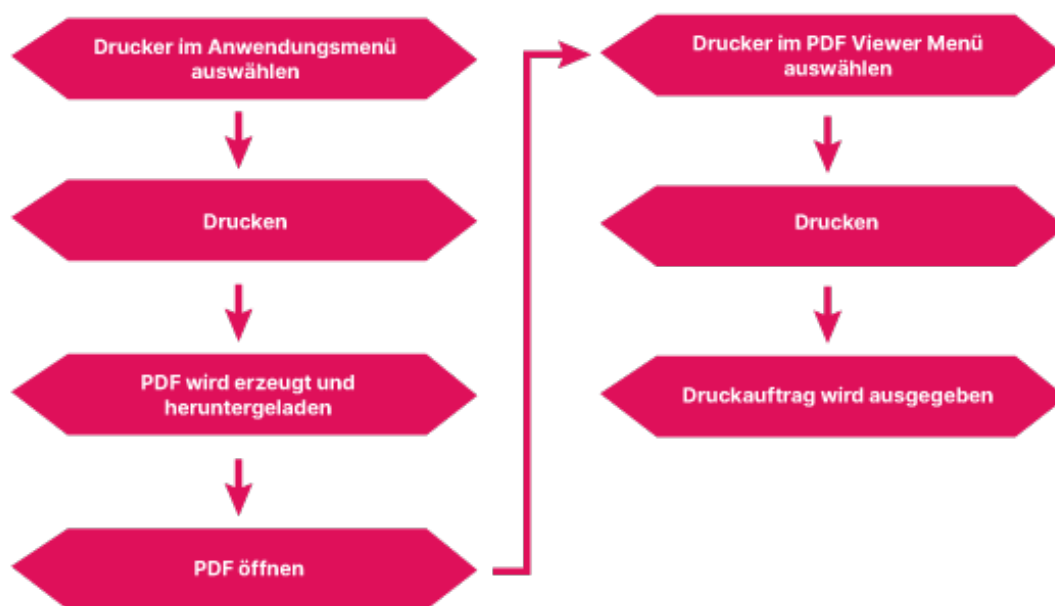 Drucker im Anwendungsmenü
auswählen
Drucken
PDF wird erzeugt und
heruntergeladen
PDF öffnen
Drucker im PDF Viewer Menü
auswählen
Drucken
Druckauftrag wird ausgegeben